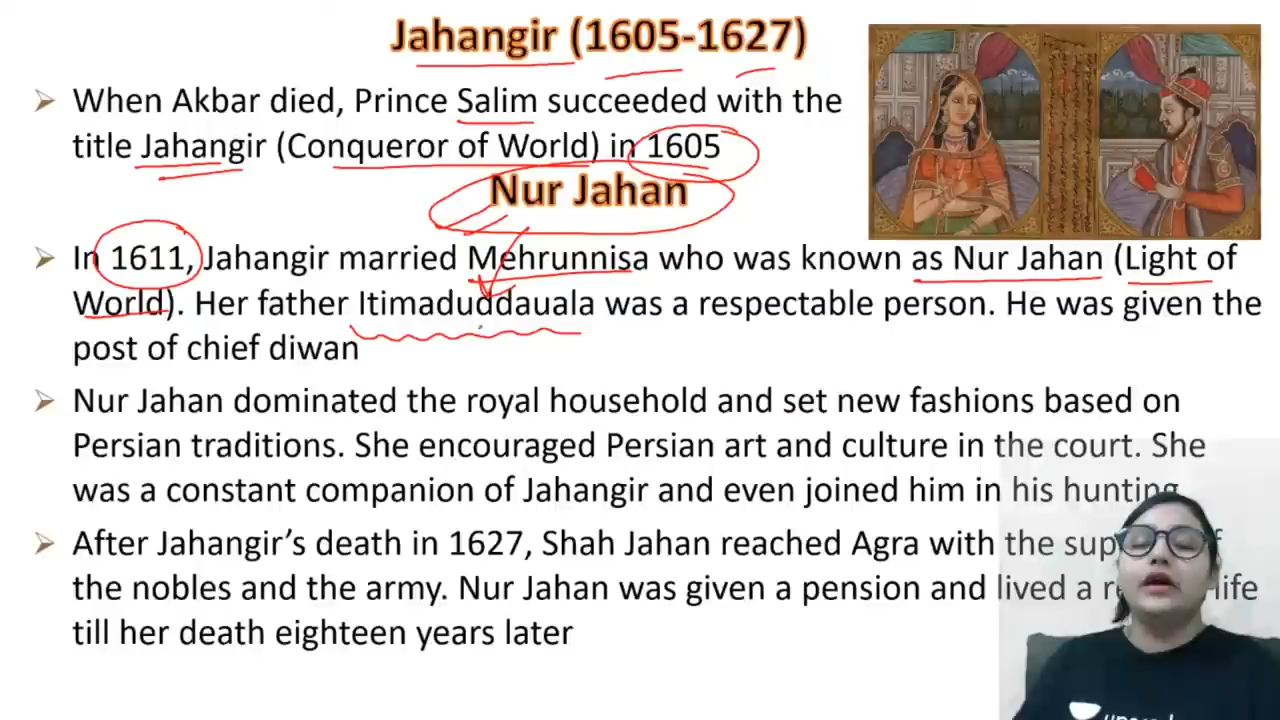 Jahangir (1605-1627)
When Akbar died, Prince Salim succeeded with the
title Jahangir (Conqueror of World) in 1605
Nur Jahan
In 1611, Jahangir married Mehrunnisa who was known as Nur Jahan (Light of
World). Her father Itimaduddauala was a respectable person. He was given the
post of chief diwan
Nur Jahan dominated the royal household and set new fashions based on
Persian traditions. She encouraged Persian art and culture in the court. She
was a constant companion of Jahangir and even joined him in his hunting
After Jahangir’s death in 1627, Shah Jahan reached Agra with the
the nobles and the army. Nur Jahan was given a pension and lived a life
till her death eighteen years later